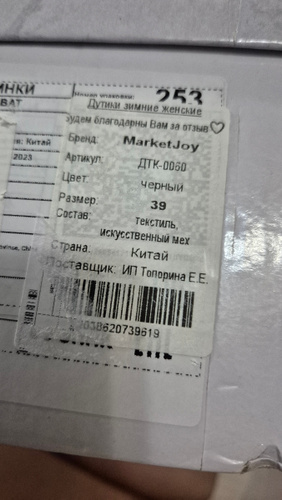 253
Дутики зимние женские
Будем благодарны Вам за отзыв
Бренд: MarketJoy
Артикул: ДТК-0060
Цвет: черный
Размер: 39
Состав: Текстиль,
искусственный мех
Страна: Китай
Поставщик: ИП Топорина Е.Е.
Китай
2023